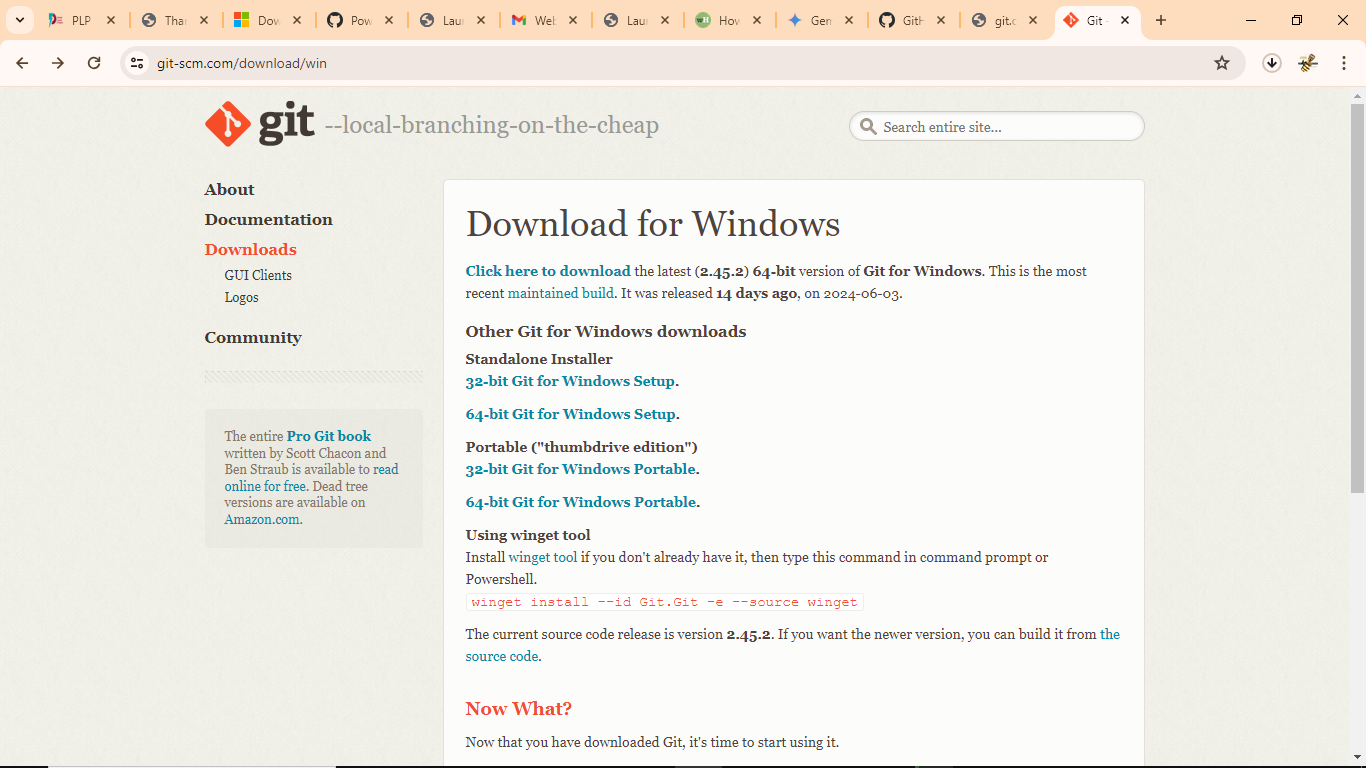 PLP
Thar
Dow
Pow
Laur
Web
Laur
How
Gem
GitH
git.c
Git -
git-scm.com/download/win
git --local-branching-on-the-cheap
Search entire site...
About
Documentation
Downloads
GUI Clients
Logos
Community
The entire Pro Git book
written by Scott Chacon and
Ben Straub is available to read
online for free. Dead tree
versions are available on
Amazon.com.
Download for Windows
Click here to download the latest (2.45.2) 64-bit version of Git for Windows. This is the most
recent maintained build. It was released 14 days ago, on 2024-06-03.
Other Git for Windows downloads
Standalone Installer
32-bit Git for Windows Setup.
64-bit Git for Windows Setup.
Portable ("thumbdrive edition")
32-bit Git for Windows Portable.
64-bit Git for Windows Portable.
Using winget tool
Install winget tool if you don't already have it, then type this command in command prompt or
Powershell.
winget install --id Git.Git -e --source winget
The current source code release is version 2.45.2. If you want the newer version, you can build it from the
source code.
Now What?
Now that you have downloaded Git, it's time to start using it.